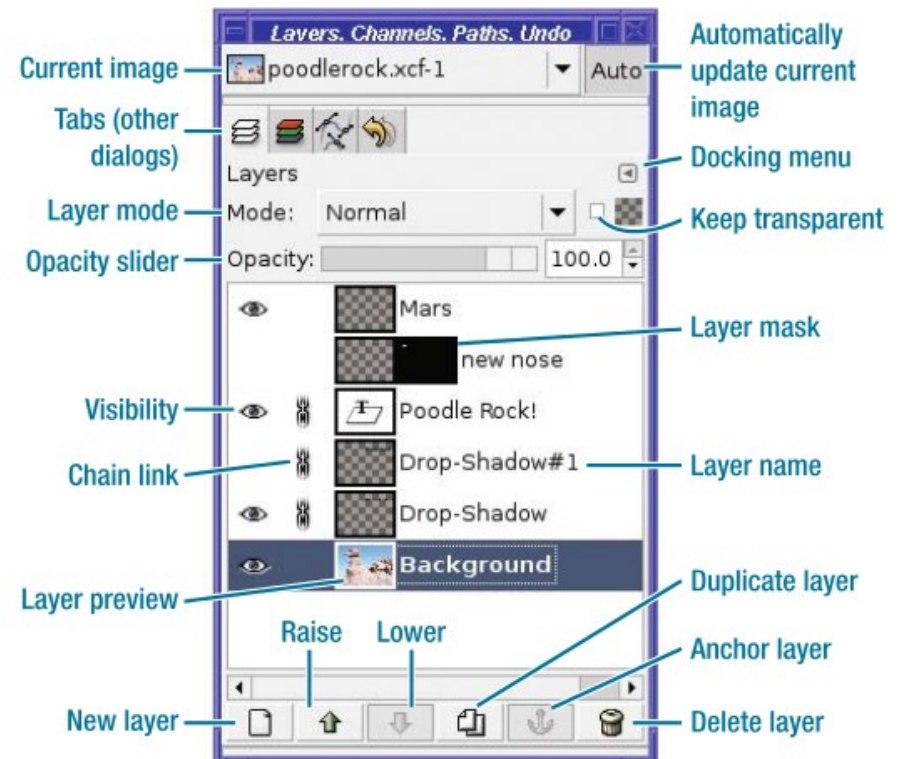 Layers. Channels. Paths. Undo
Current image
poodlerock.xcf-1
Auto
Automatically
update current
image
Tabs (other
dialogs)
Layers
Docking menu
Layer mode
Mode:
Normal
Keep transparent
Opacity slider
Opacity:
100.0
Mars
Layer mask
new nose
Visibility
Poodle Rock!
Chain link
Drop-Shadow#1
Layer name
Drop-Shadow
Background
Layer preview
Duplicate layer
Raise
Lower
Anchor layer
New layer
Delete layer